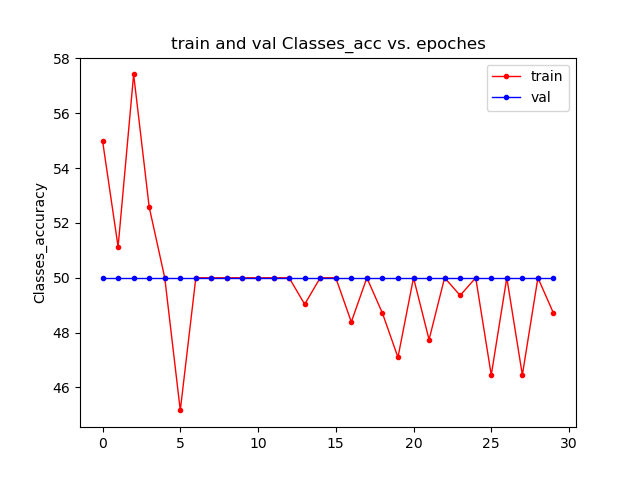 train and val Classes_acc vs. epoches
train
val
Classes_accuracy
58
56
54
52
50
48
46
0 5 10 15 20 25 30